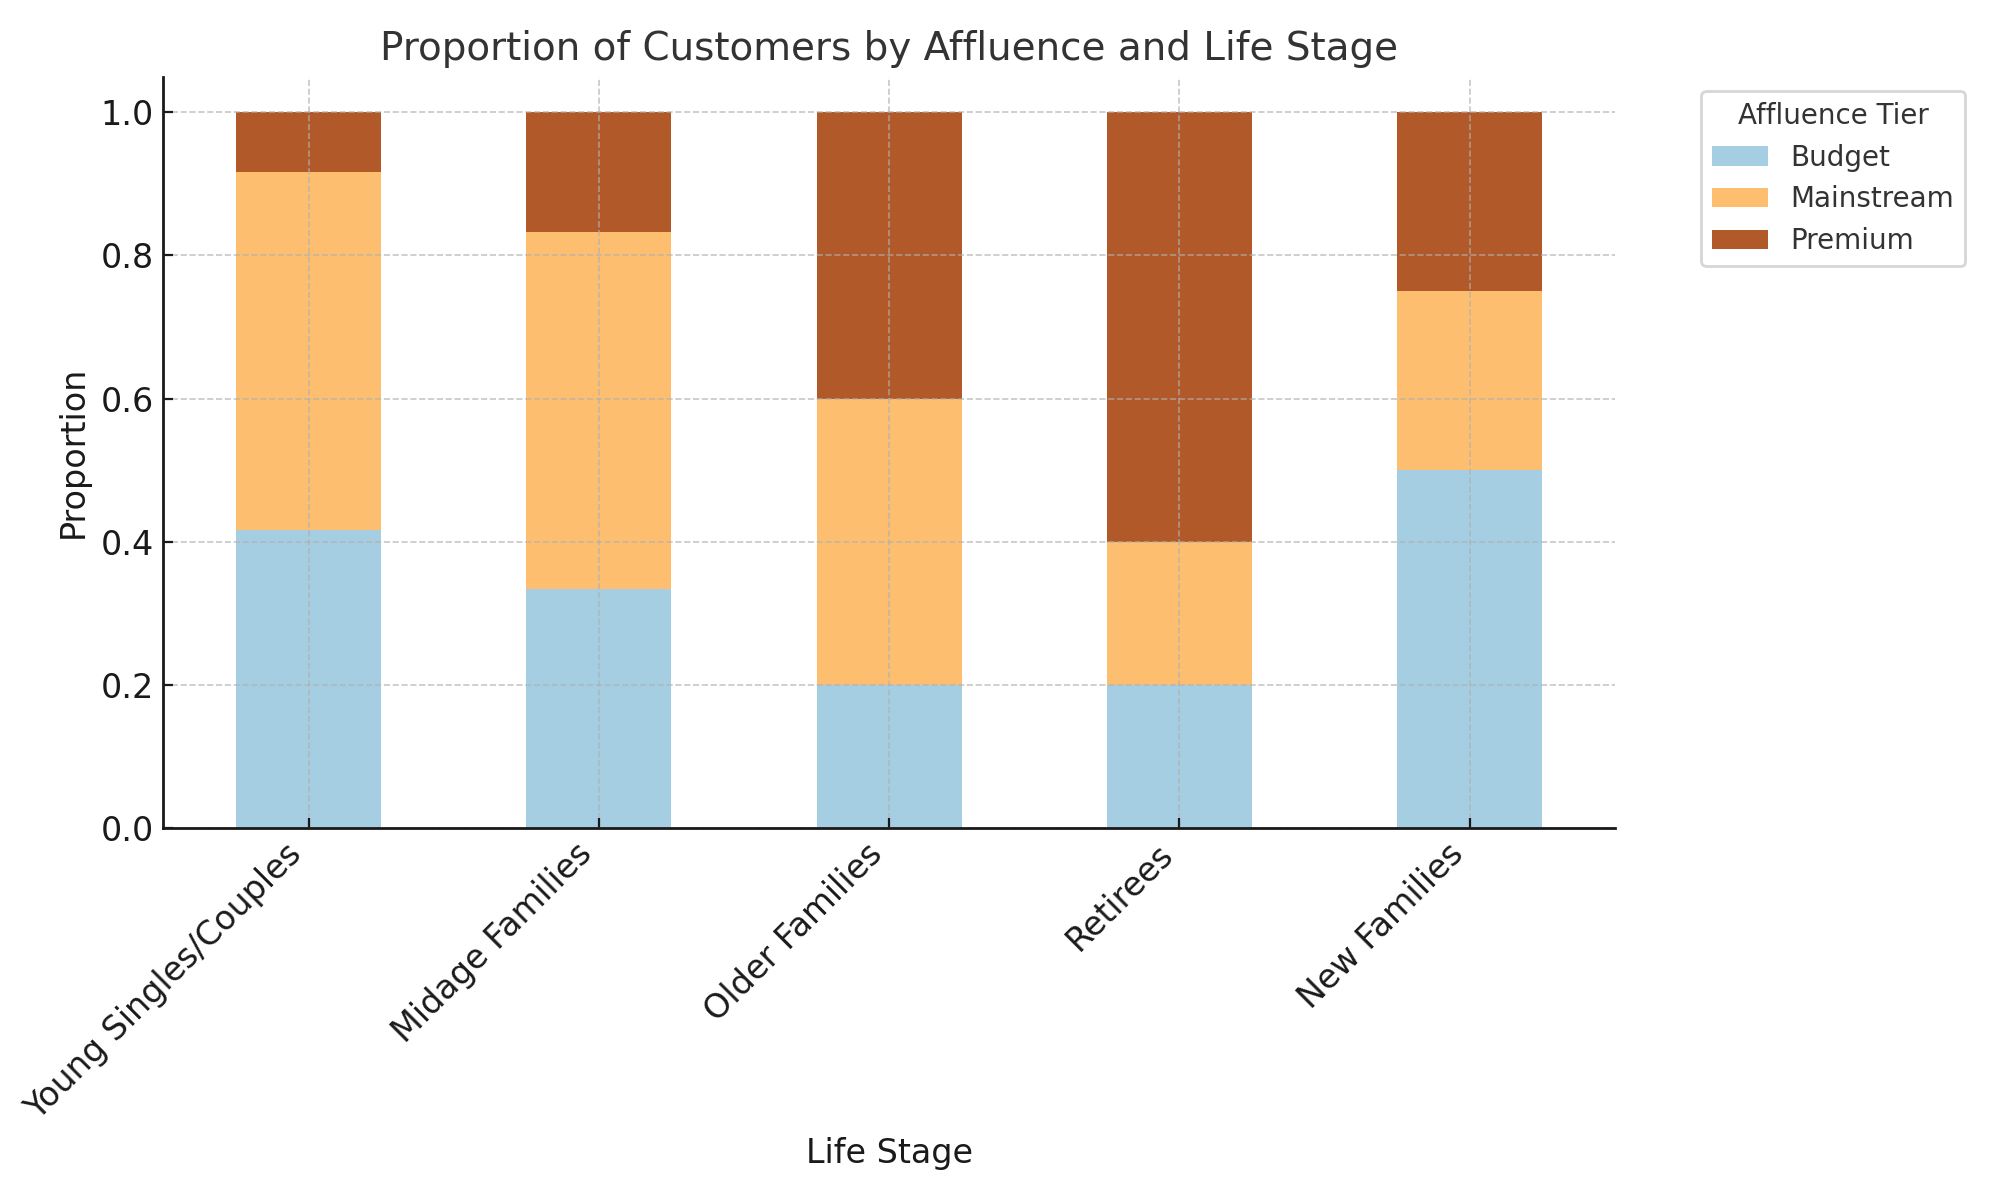 Proportion of Customers by Affluence and Life Stage
Affluence Tier
Budget
Mainstream
Premium
Proportion
1.0
0.8
0.6
0.4
0.2
0.0
Young Singles/Couples
Midage Families
Older Families
Retirees
New Families
Life Stage